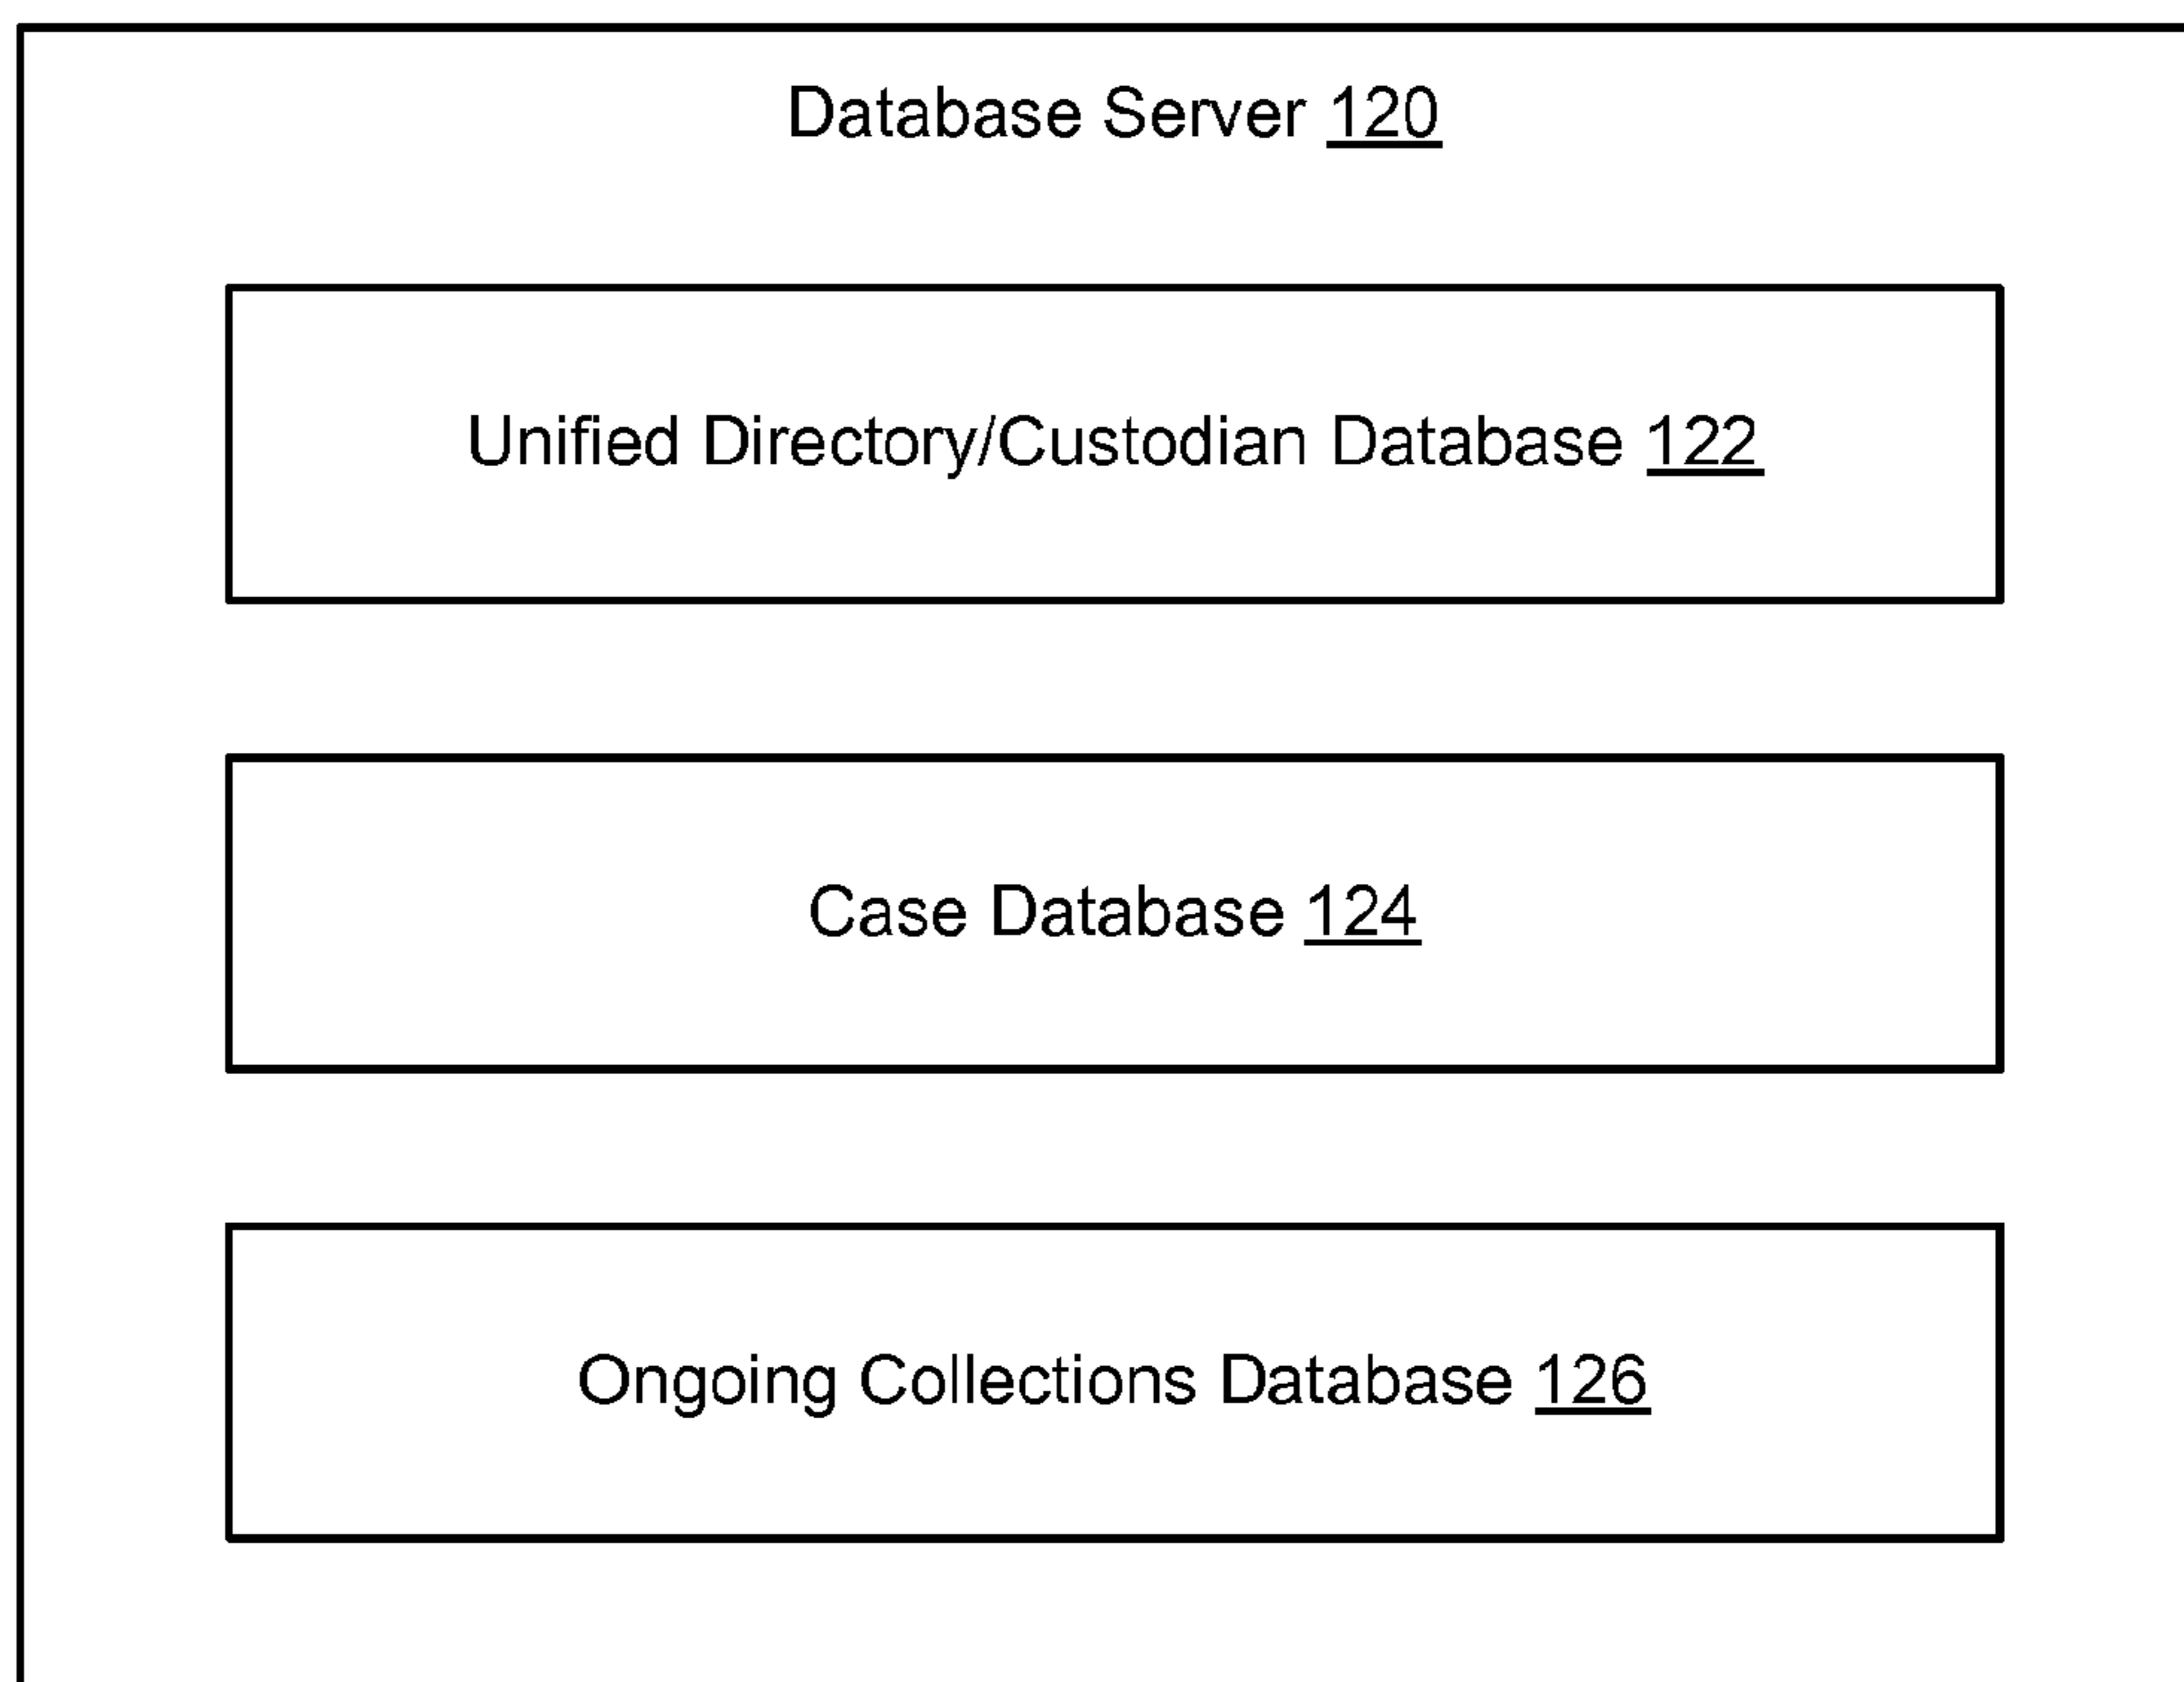 Database Server 120
Unified Directory/Custodian Database 122
Case Database 124
Ongoing Collections Database 126